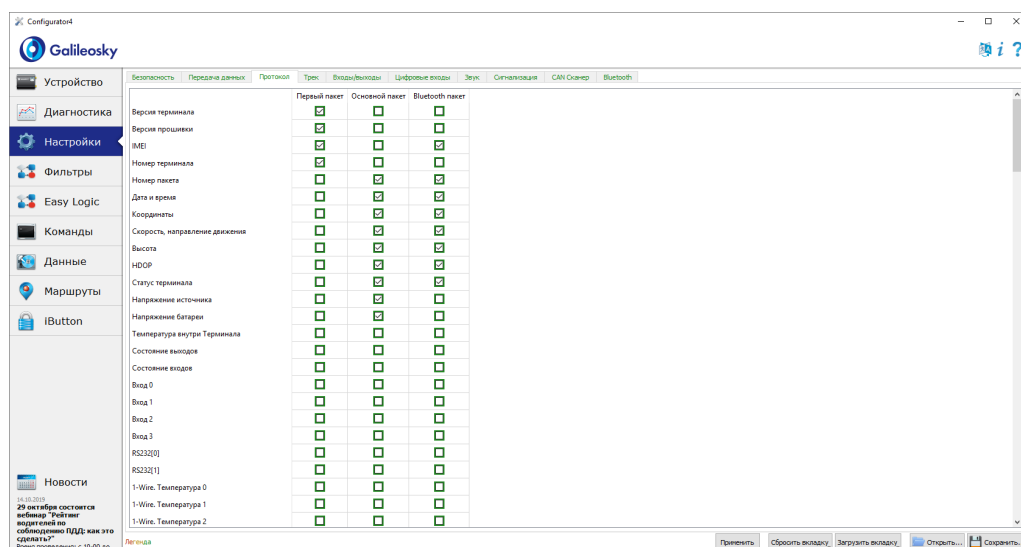 Configurator4
Galileosky
Устройство
Диагностика
Настройки
Фильтры
Easy Logic
Команды
Данные
Маршруты
iButton
Новости
14.10.2019
29 октября состоится
вебинар "Рейтинг
водителей по
соблюдению ПДД: как это
сделать?"
Безопасность Передача данных Протокол Трек Входы/выходы Цифровые входы Звук Сигнализация CAN Сканер Bluetooth
Первый пакет Основной пакет Bluetooth пакет
Версия терминала
Версия прошивки
IMEI
Номер терминала
Номер пакета
Дата и время
Координаты
Скорость, направление движения
Высота
HDOP
Статус терминала
Напряжение источника
Напряжение батареи
Температура внутри Терминала
Состояние выходов
Состояние входов
Вход 0
Вход 1
Вход 2
Вход 3
RS232[0]
RS232[1]
1-Wire. Температура 0
1-Wire. Температура 1
1-Wire. Температура 2
Легенда
Применить Сбросить вкладку Загрузить вкладку Открыть... Сохранить...